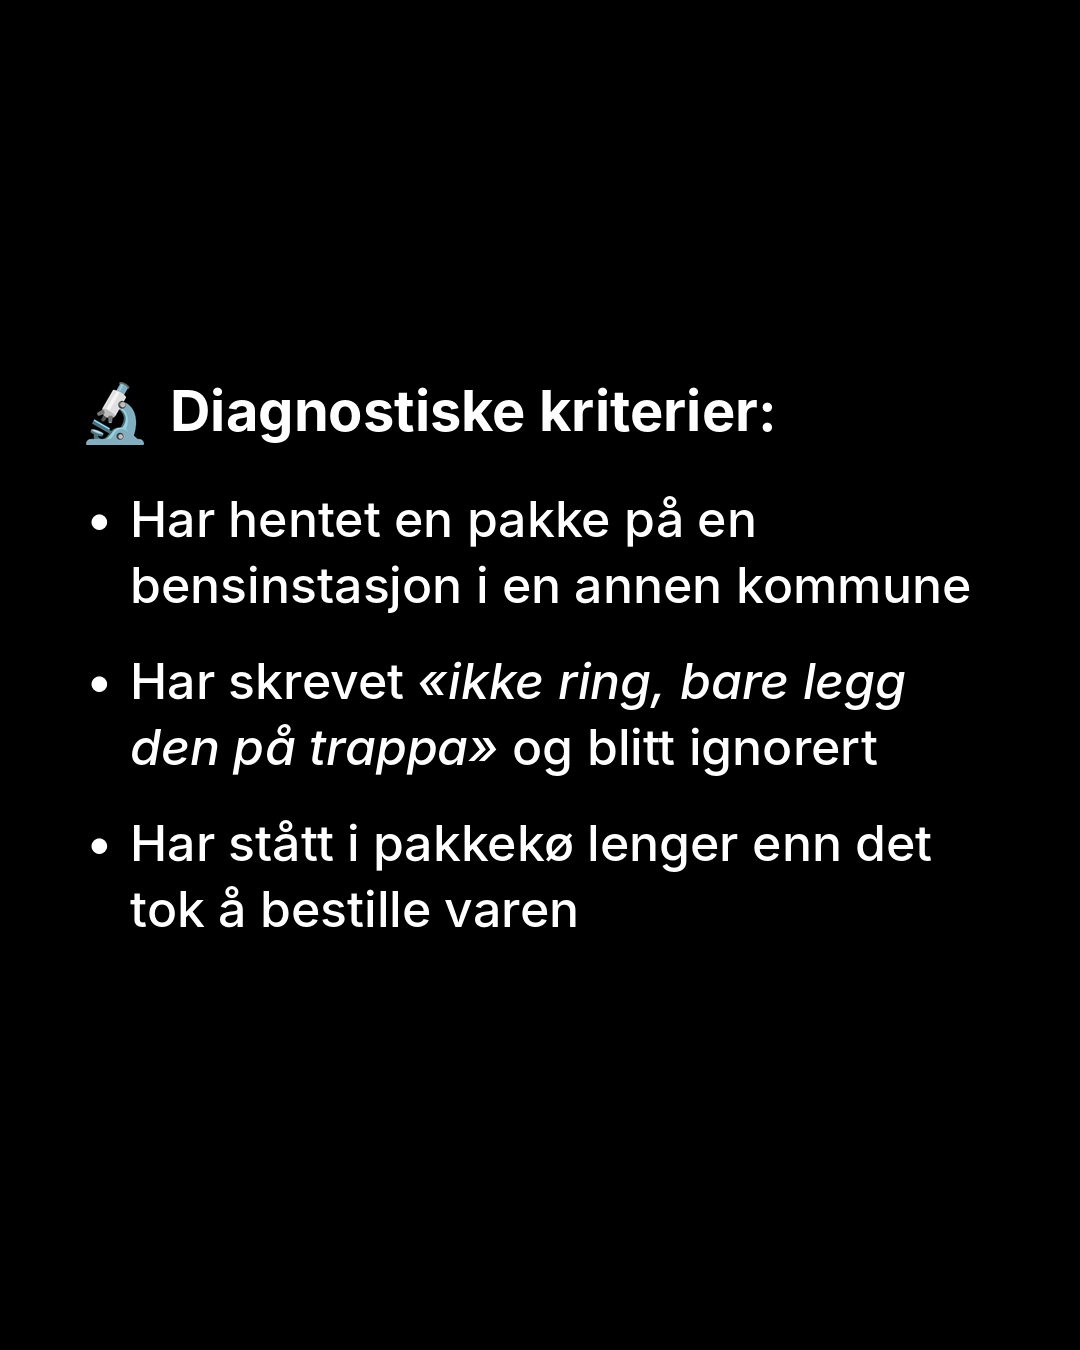 🔬 Diagnostiske kriterier:
• Har hentet en pakke på en
bensinstasjon i en annen kommune
• Har skrevet «ikke ring, bare legg
den på trappa» og blitt ignorert
• Har stått i pakkekø lenger enn det
tok å bestille varen